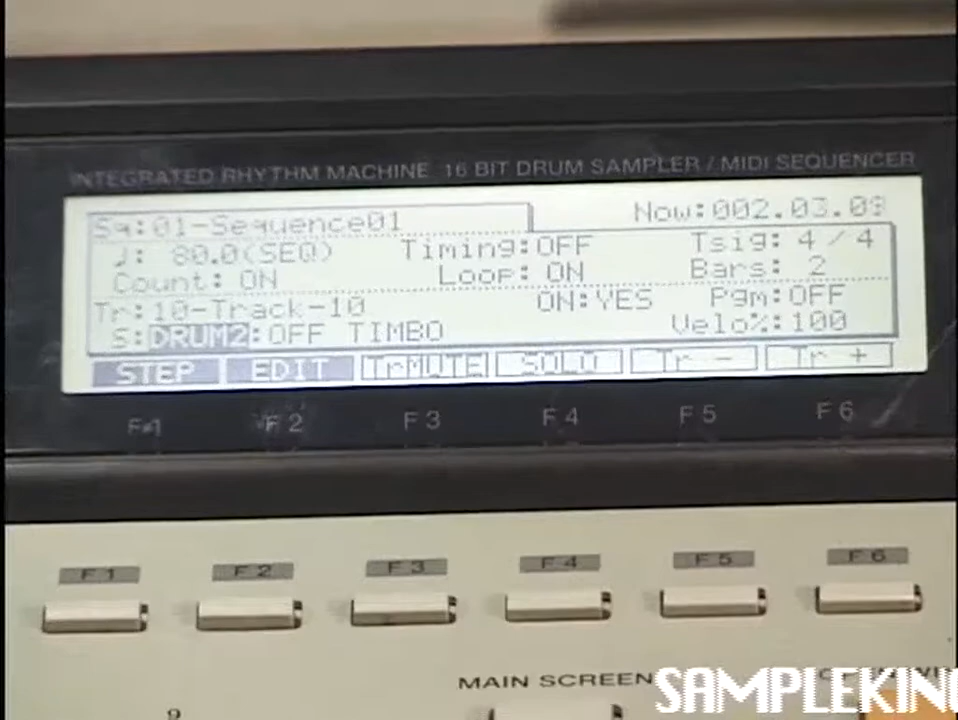 INTEGRATED RHYTHM MACHINE 16 BIT DRUM SAMPLER / MIDI SEQUENCER
Sq:01-Sequence01 Now:002.03.09
♩: 80.0(SEQ) Timing:OFF Tsig: 4/4
Count: ON Loop: ON Bars: 2
Tr:10-Track-10 ON:YES Pgm:OFF
S:DRUM2:OFF TIMBO Velo%:100
STEP EDIT TrMUTE SOLO Tr - Tr +
F1 F2 F3 F4 F5 F6
F1 F2 F3 F4 F5 F6
MAIN SCREEN
SAMPLEKIN
9